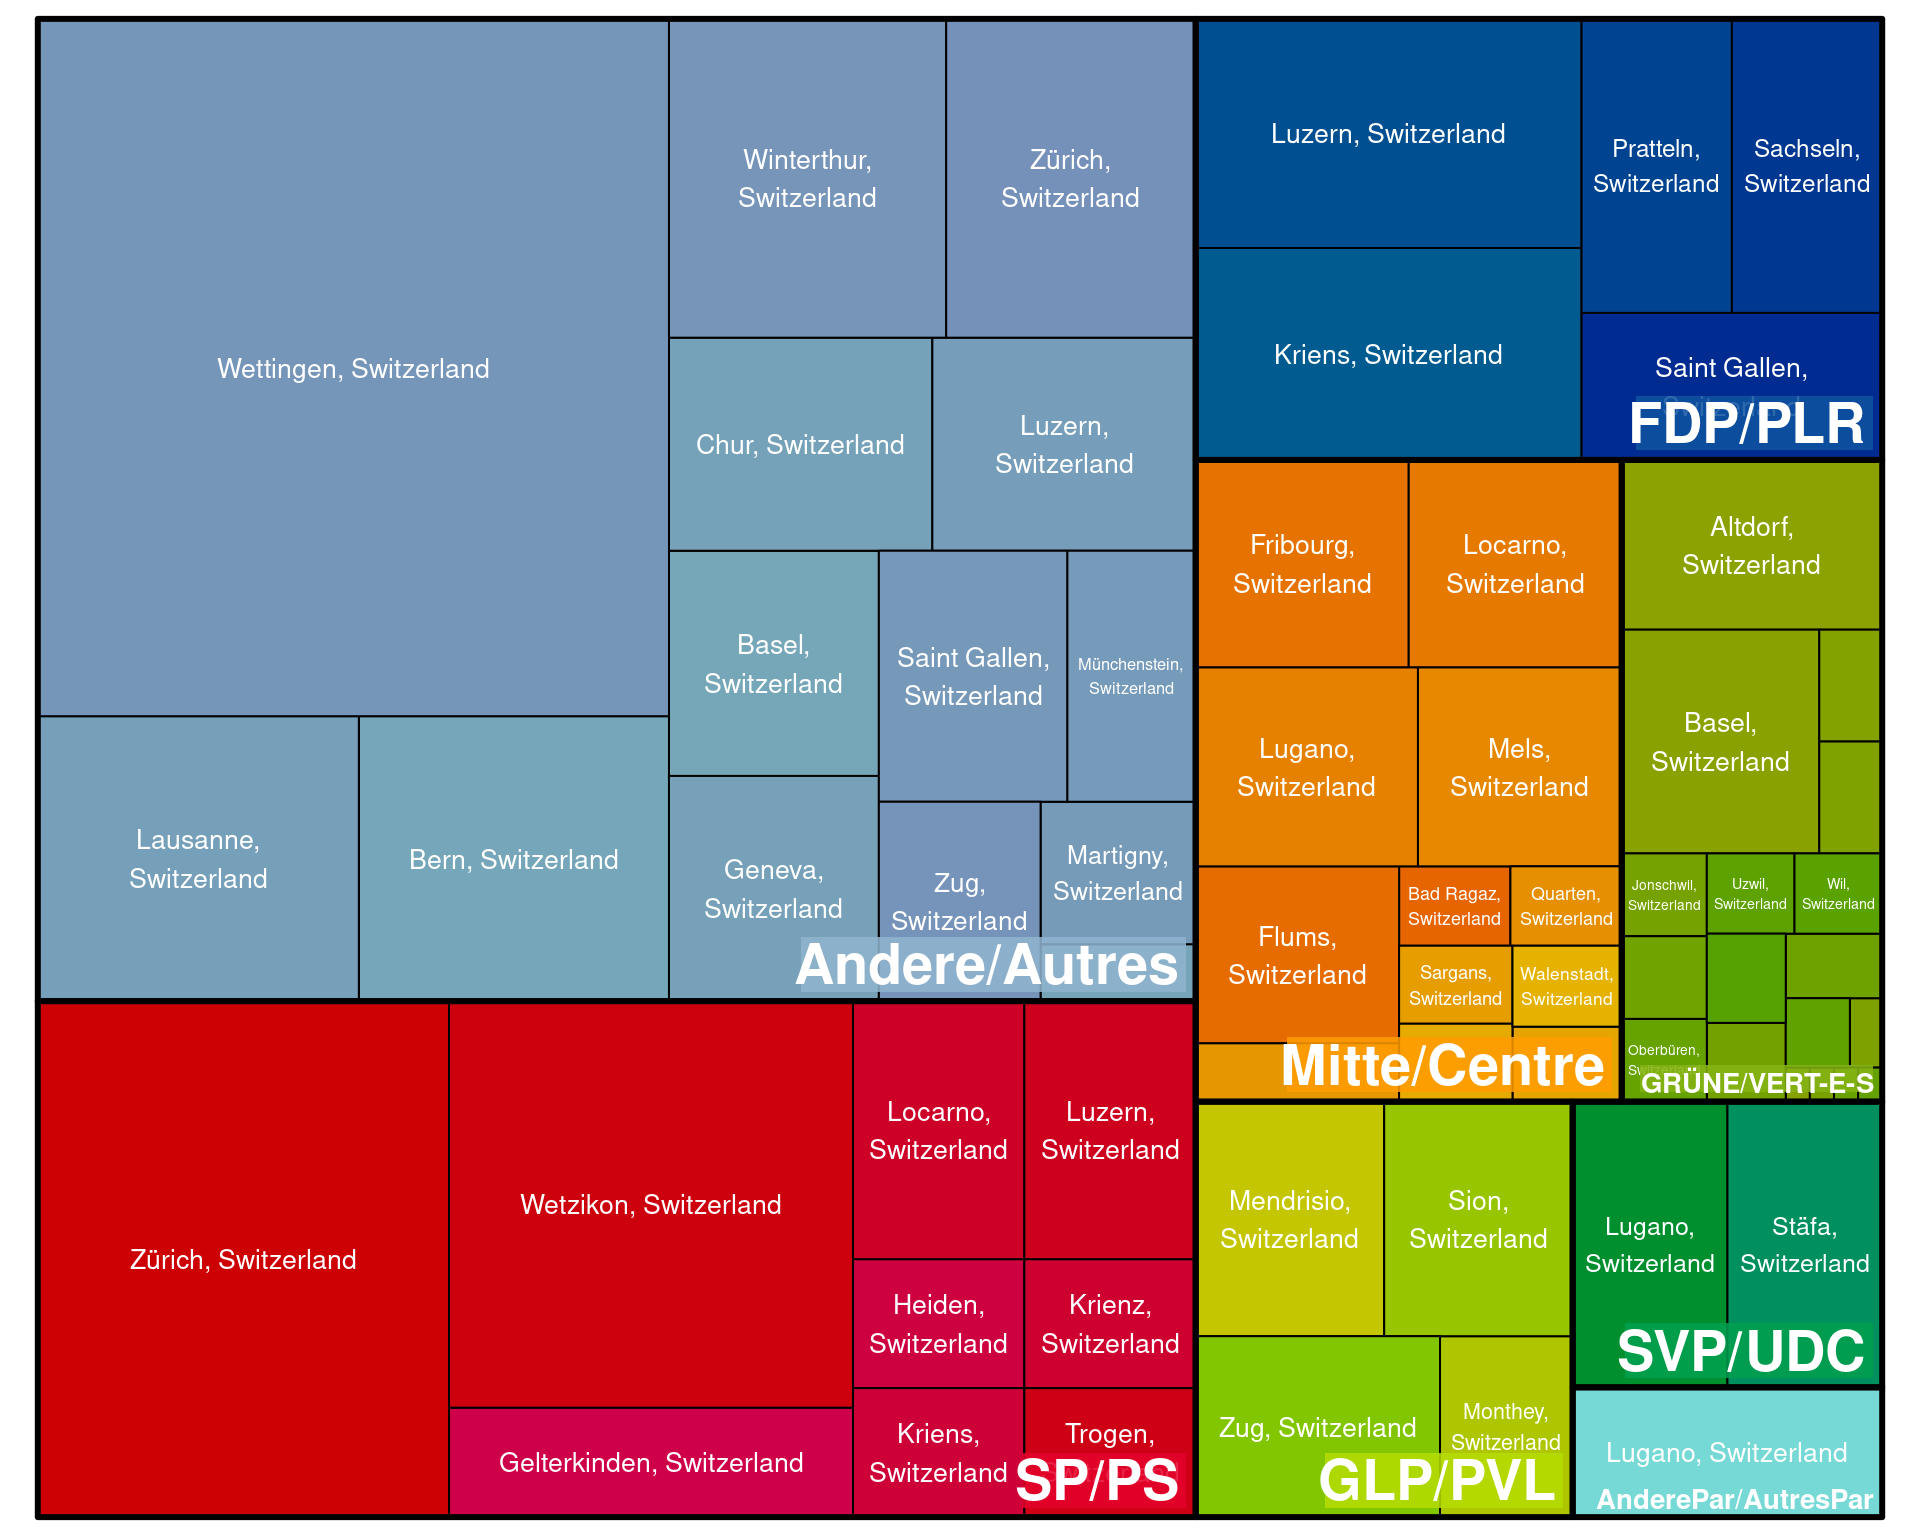 Wettingen, Switzerland
Winterthur,
Switzerland
Zürich,
Switzerland
Chur, Switzerland
Luzern,
Switzerland
Basel,
Switzerland
Saint Gallen,
Switzerland
Münchenstein,
Switzerland
Lausanne,
Switzerland
Bern, Switzerland
Geneva,
Switzerland
Zug,
Switzerland
Martigny,
Switzerland
Andere/Autres
Zürich, Switzerland
Wetzikon, Switzerland
Gelterkinden, Switzerland
Locarno,
Switzerland
Luzern,
Switzerland
Heiden,
Switzerland
Krienz,
Switzerland
Kriens,
Switzerland
Trogen,
Switzerland
SP/PS
Luzern, Switzerland
Kriens, Switzerland
Pratteln,
Switzerland
Sachseln,
Switzerland
Saint Gallen,
Switzerland
FDP/PLR
Fribourg,
Switzerland
Locarno,
Switzerland
Lugano,
Switzerland
Mels,
Switzerland
Flums,
Switzerland
Bad Ragaz,
Switzerland
Quarten,
Switzerland
Sargans,
Switzerland
Walenstadt,
Switzerland
Mitte/Centre
Altdorf,
Switzerland
Basel,
Switzerland
Jonschwil,
Switzerland
Uzwil,
Switzerland
Wil,
Switzerland
Oberbüren,
Switzerland
GRÜNE/VERT-E-S
Mendrisio,
Switzerland
Sion,
Switzerland
Zug, Switzerland
Monthey,
Switzerland
GLP/PVL
Lugano,
Switzerland
Stäfa,
Switzerland
SVP/UDC
Lugano, Switzerland
AnderePar/AutresPar